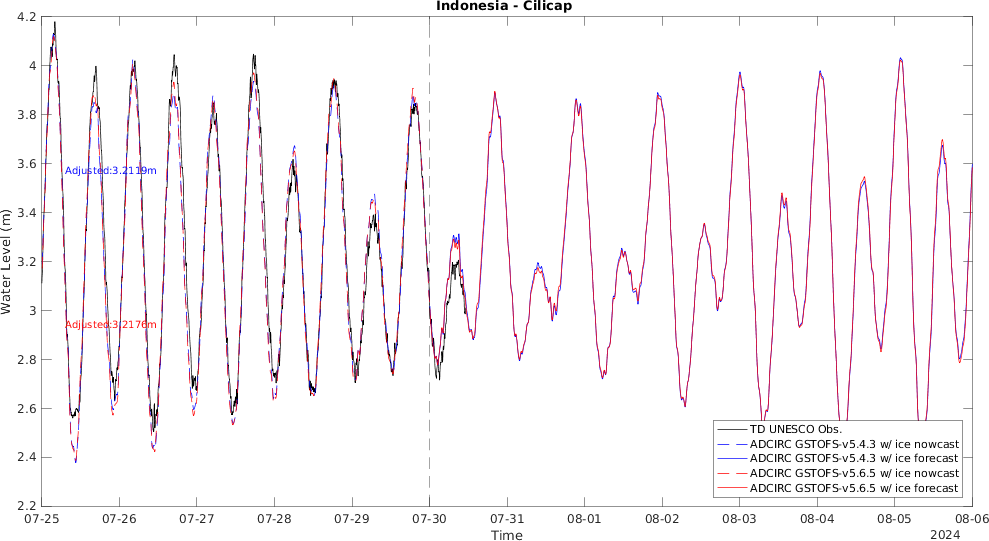 Indonesia - Cilicap
4.2
4
3.8
3.6
3.4
3.2
3
2.8
2.6
2.4
2.2
Water Level (m)
Adjusted:3.2119m
Adjusted:3.2176m
TD UNESCO Obs.
ADCIRC GSTOFS-v5.4.3 w/ ice nowcast
ADCIRC GSTOFS-v5.4.3 w/ ice forecast
ADCIRC GSTOFS-v5.6.5 w/ ice nowcast
ADCIRC GSTOFS-v5.6.5 w/ ice forecast
07-25 07-26 07-27 07-28 07-29 07-30 07-31 08-01 08-02 08-03 08-04 08-05 08-06
Time
2024